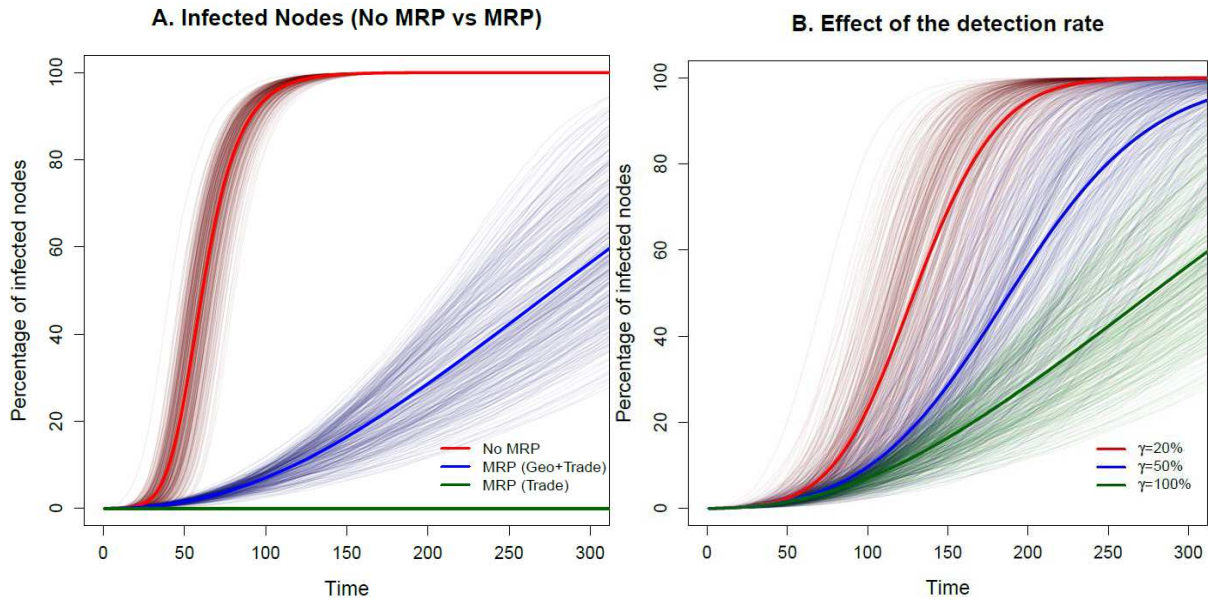 A. Infected Nodes (No MRP vs MRP)
Percentage of infected nodes
100
80
60
40
20
0
No MRP
MRP (Geo+Trade)
MRP (Trade)
0 50 100 150 200 250 300
Time
B. Effect of the detection rate
Percentage of infected nodes
100
80
60
40
20
0
γ=20%
γ=50%
γ=100%
0 50 100 150 200 250 300
Time